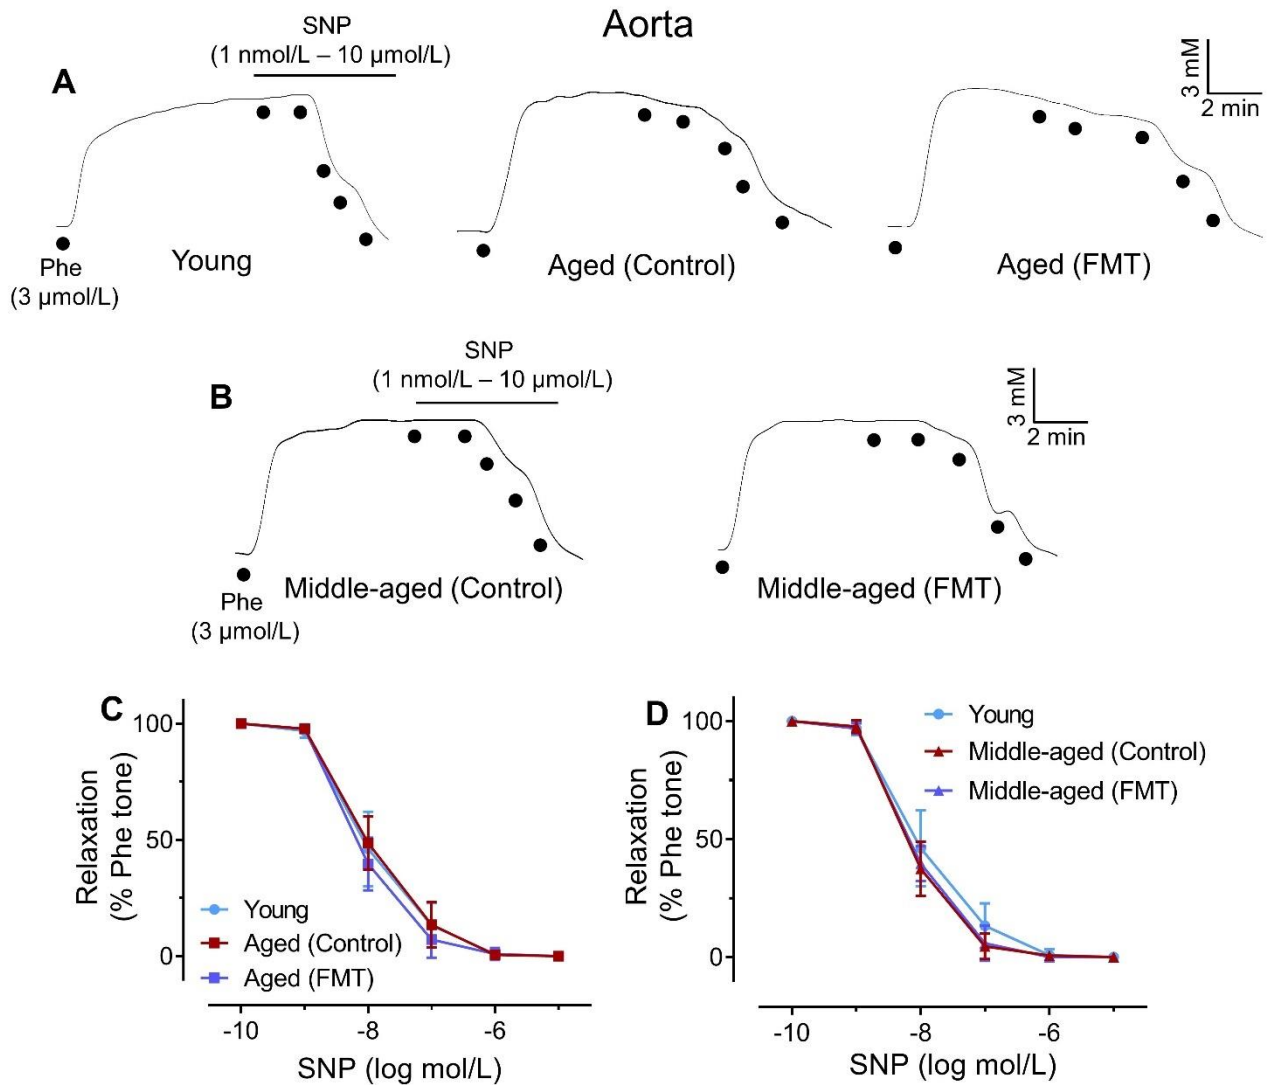 Aorta
SNP
(1 nmol/L – 10 µmol/L)
A
3 mM
2 min
Phe
(3 µmol/L)
Young
Aged (Control)
Aged (FMT)
SNP
(1 nmol/L – 10 µmol/L)
B
3 mM
2 min
Phe
(3 µmol/L)
Middle-aged (Control)
Middle-aged (FMT)
C
Relaxation
(% Phe tone)
100
50
0
Young
Aged (Control)
Aged (FMT)
-10
-8
-6
SNP (log mol/L)
D
Relaxation
(% Phe tone)
100
50
0
Young
Middle-aged (Control)
Middle-aged (FMT)
-10
-8
-6
SNP (log mol/L)